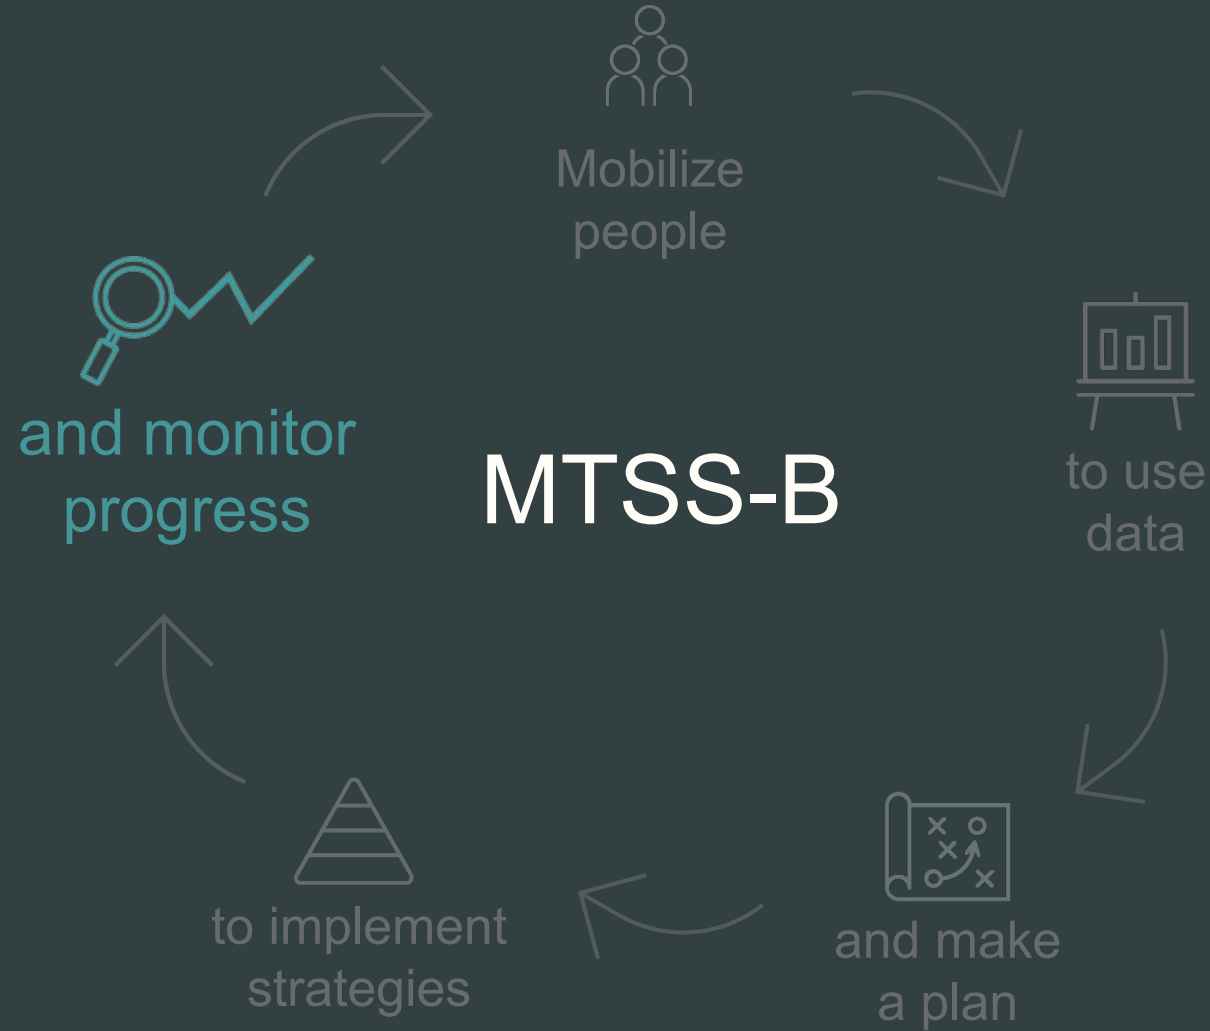 Mobilize
people
to use
data
and make
a plan
to implement
strategies
and monitor
progress
MTSS-B